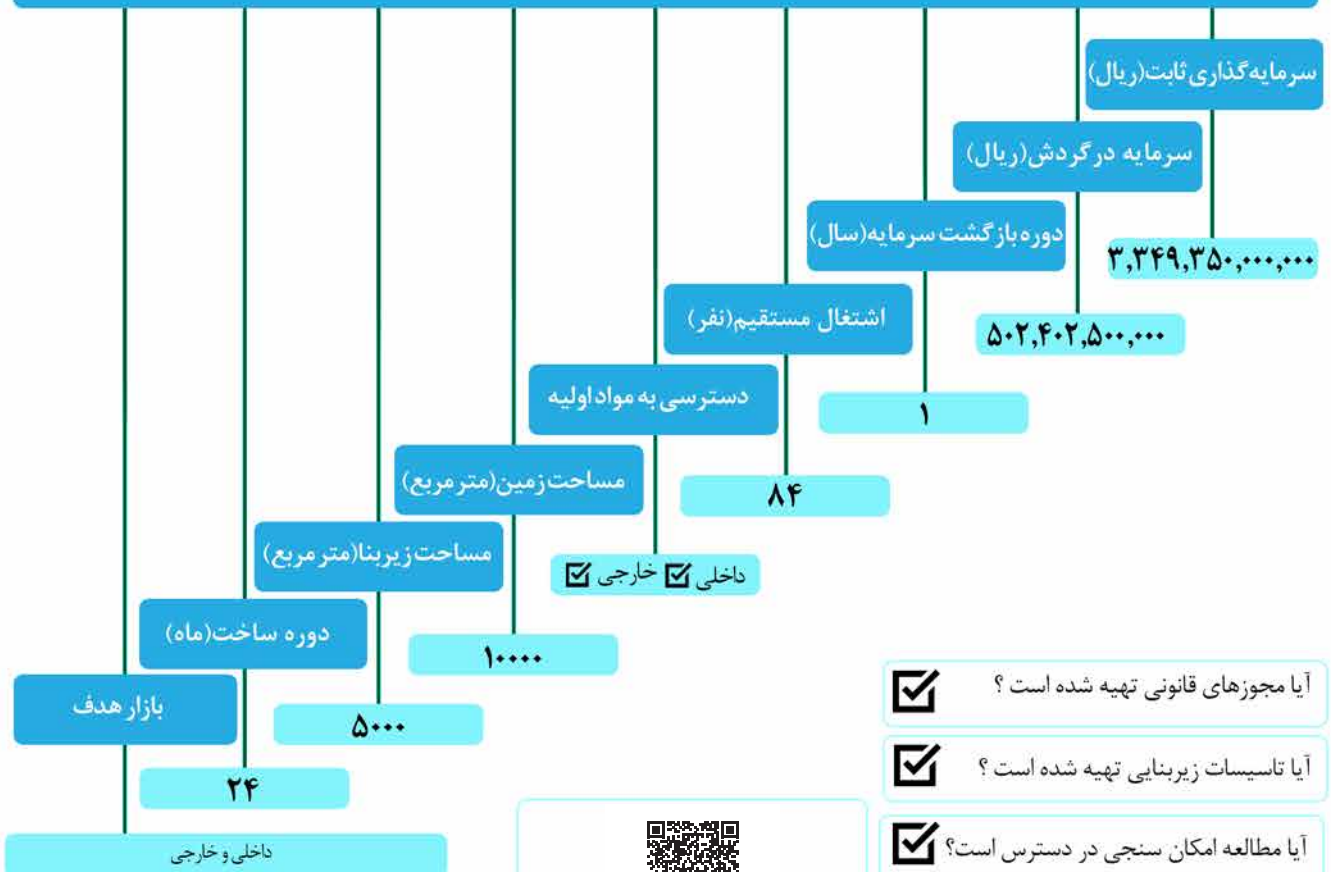 سرمایه‌گذاری ثابت(ریال)
۳,۳۴۹,۳۵۰,۰۰۰,۰۰۰
سرمایه در گردش(ریال)
۵۰۲,۴۰۲,۵۰۰,۰۰۰
دوره بازگشت سرمایه(سال)
۱
اشتغال مستقیم(نفر)
۸۴
دسترسی به مواد اولیه
داخلی ☑ خارجی ☑
مساحت زمین(متر مربع)
۱۰۰۰۰
مساحت زیربنا(متر مربع)
۵۰۰۰
دوره ساخت(ماه)
۲۴
بازار هدف
داخلی و خارجی
آیا مجوزهای قانونی تهیه شده است ؟ ☑
آیا تاسیسات زیربنایی تهیه شده است ؟ ☑
آیا مطالعه امکان سنجی در دسترس است؟ ☑